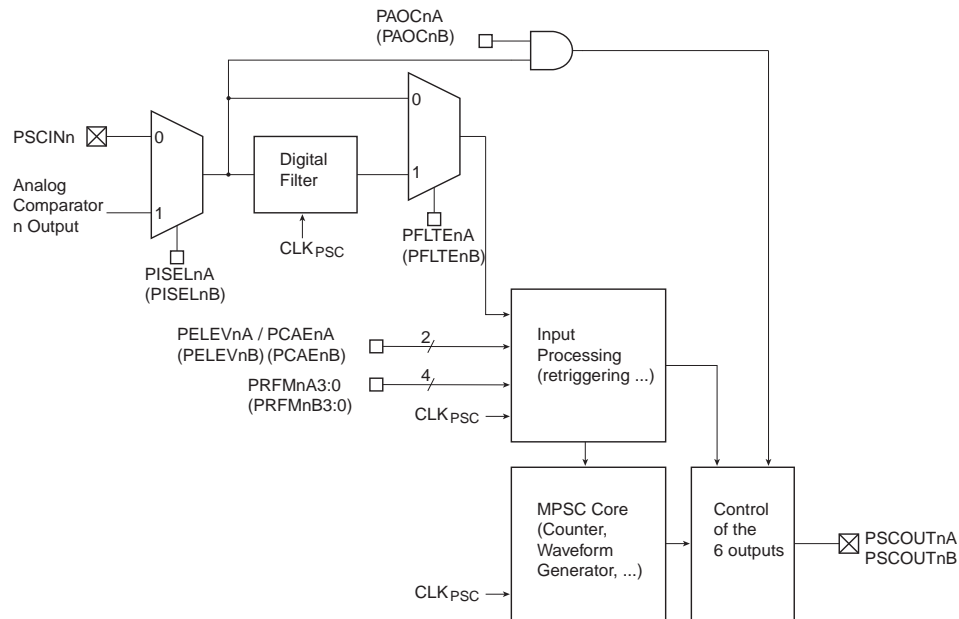 PAOCnA
(PAOCnB)
0
PSCINn
0
Digital
Filter
1
Analog
Comparator
n Output
1
CLKPSC
PFLTEnA
(PFLTEnB)
PISELnA
(PISELnB)
PELEVnA / PCAEnA
(PELEVnB) (PCAEnB)
2
Input
Processing
(retriggering ...)
PRFMnA3:0
(PRFMnB3:0)
4
CLKPSC
MPSC Core
(Counter,
Waveform
Generator, ...)
Control
of the
6 outputs
PSCOUTnA
PSCOUTnB
CLKPSC